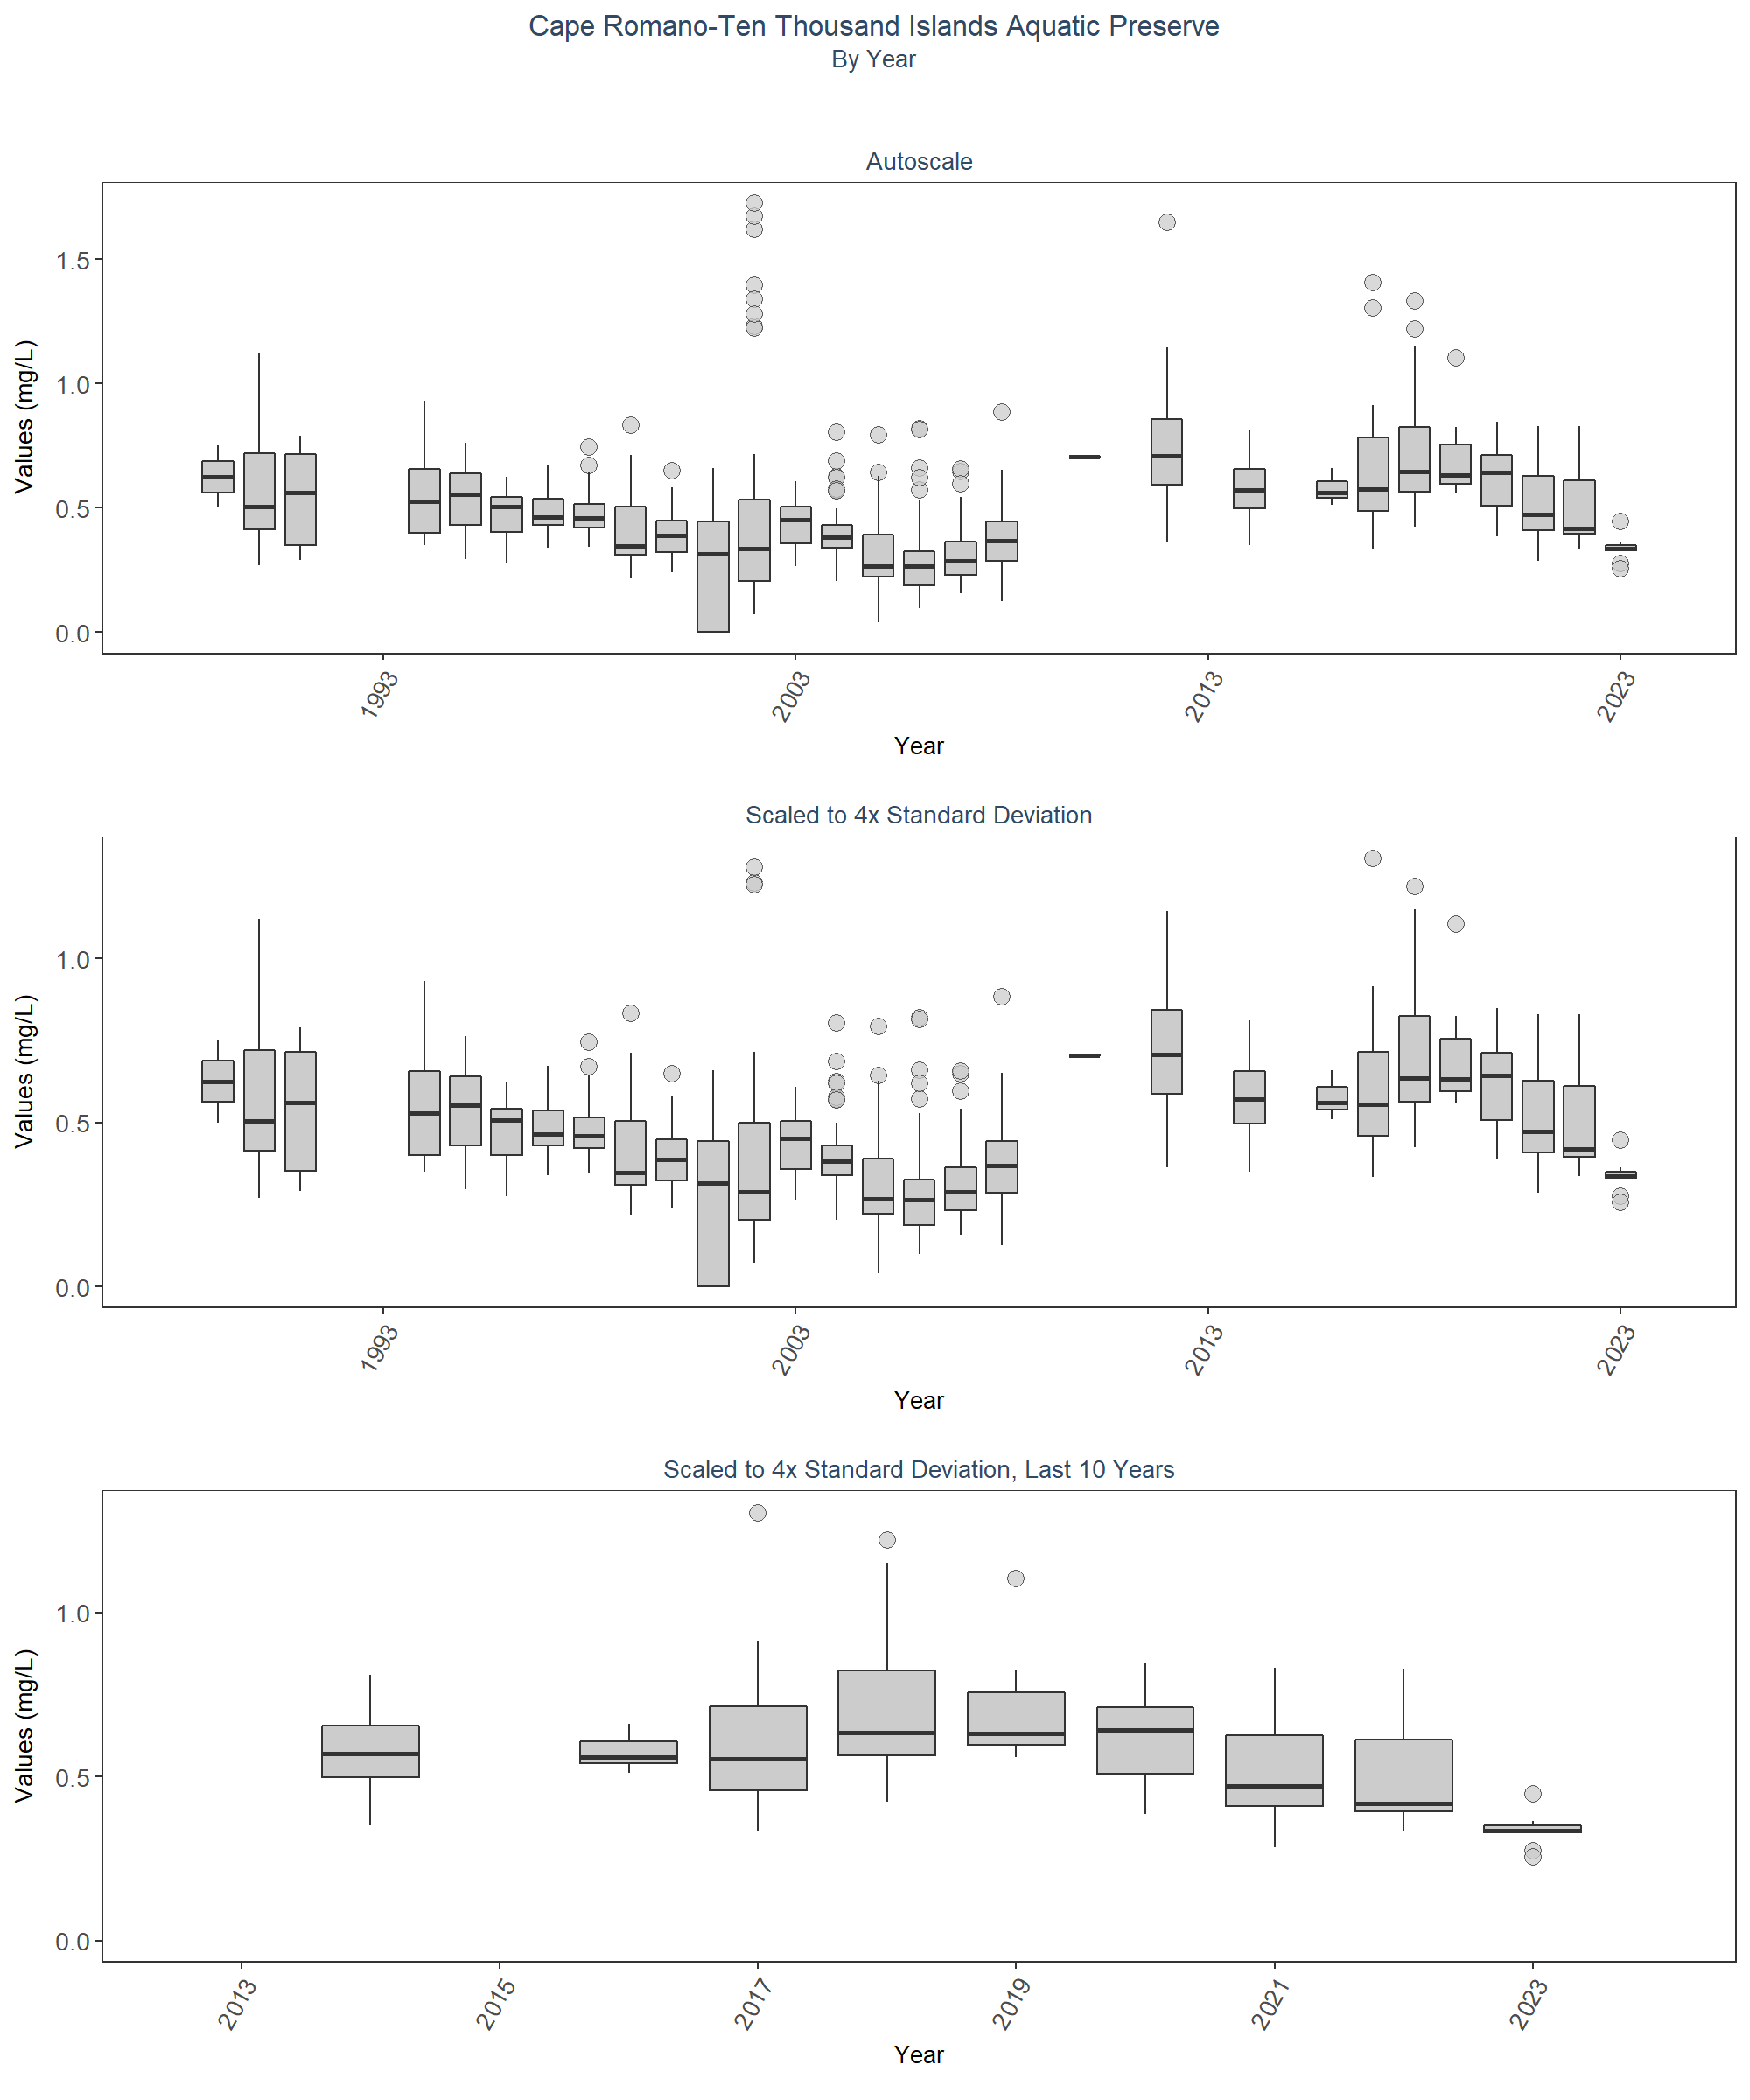 Cape Romano-Ten Thousand Islands Aquatic Preserve
By Year
Autoscale
Values (mg/L)
1.5
1.0
0.5
0.0
1993
2003
2013
2023
Year
Scaled to 4x Standard Deviation
Values (mg/L)
1.0
0.5
0.0
1993
2003
2013
2023
Year
Scaled to 4x Standard Deviation, Last 10 Years
Values (mg/L)
1.0
0.5
0.0
2013
2015
2017
2019
2021
2023
Year